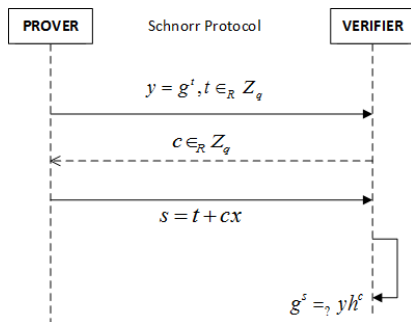 PROVER Schnorr Protocol VERIFIER
y = g^t, t ∈_R Z_q
c ∈_R Z_q
s = t + cx
g^s =_? yh^c